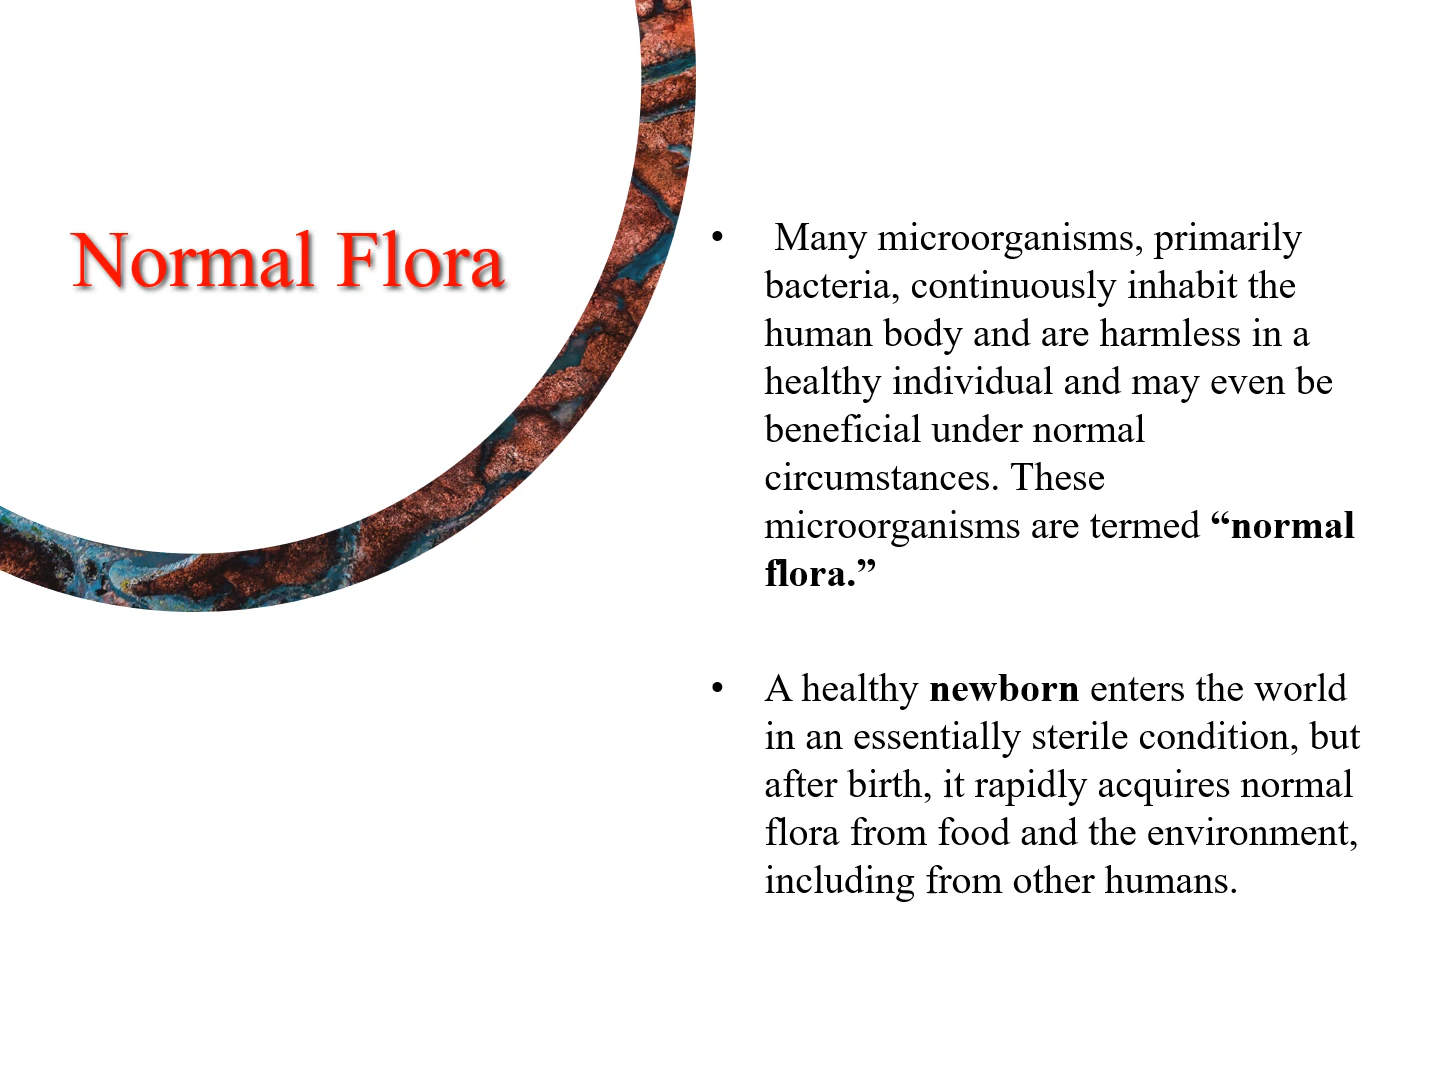 Normal Flora
• Many microorganisms, primarily
bacteria, continuously inhabit the
human body and are harmless in a
healthy individual and may even be
beneficial under normal
circumstances. These
microorganisms are termed “normal
flora.”
• A healthy newborn enters the world
in an essentially sterile condition, but
after birth, it rapidly acquires normal
flora from food and the environment,
including from other humans.